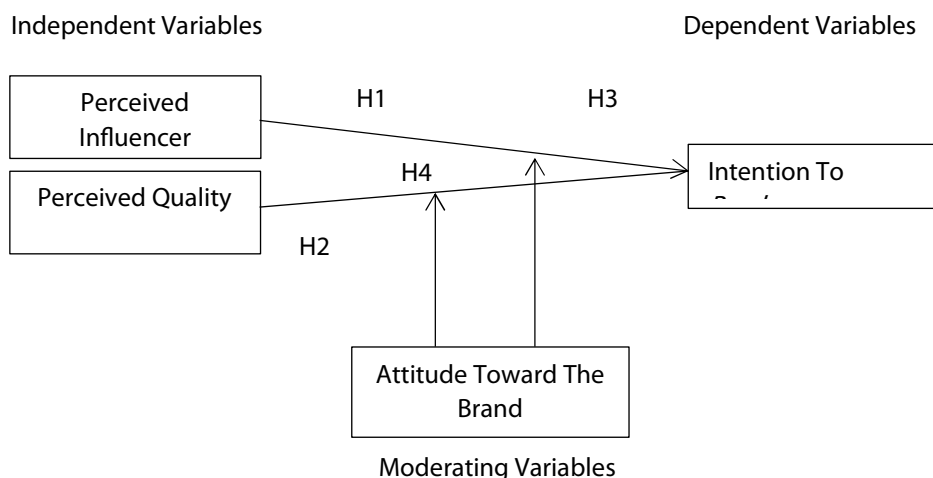 Independent Variables
Dependent Variables
H1
H3
Perceived
Influencer
Perceived Quality
H4
Intention To
H2
Attitude Toward The
Brand
Moderating Variables